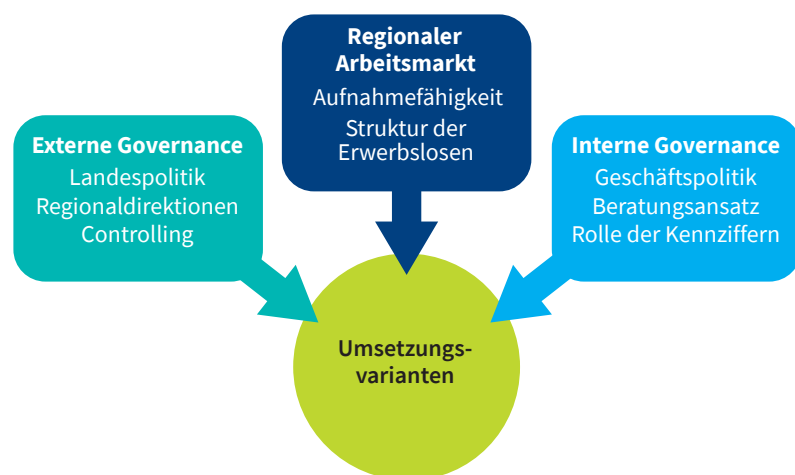 Regionaler
Arbeitsmarkt
Aufnahmefähigkeit
Struktur der
Erwerbslosen
Externe Governance
Landespolitik
Regionaldirektionen
Controlling
Interne Governance
Geschäftspolitik
Beratungsansatz
Rolle der Kennziffern
Umsetzungs-
varianten